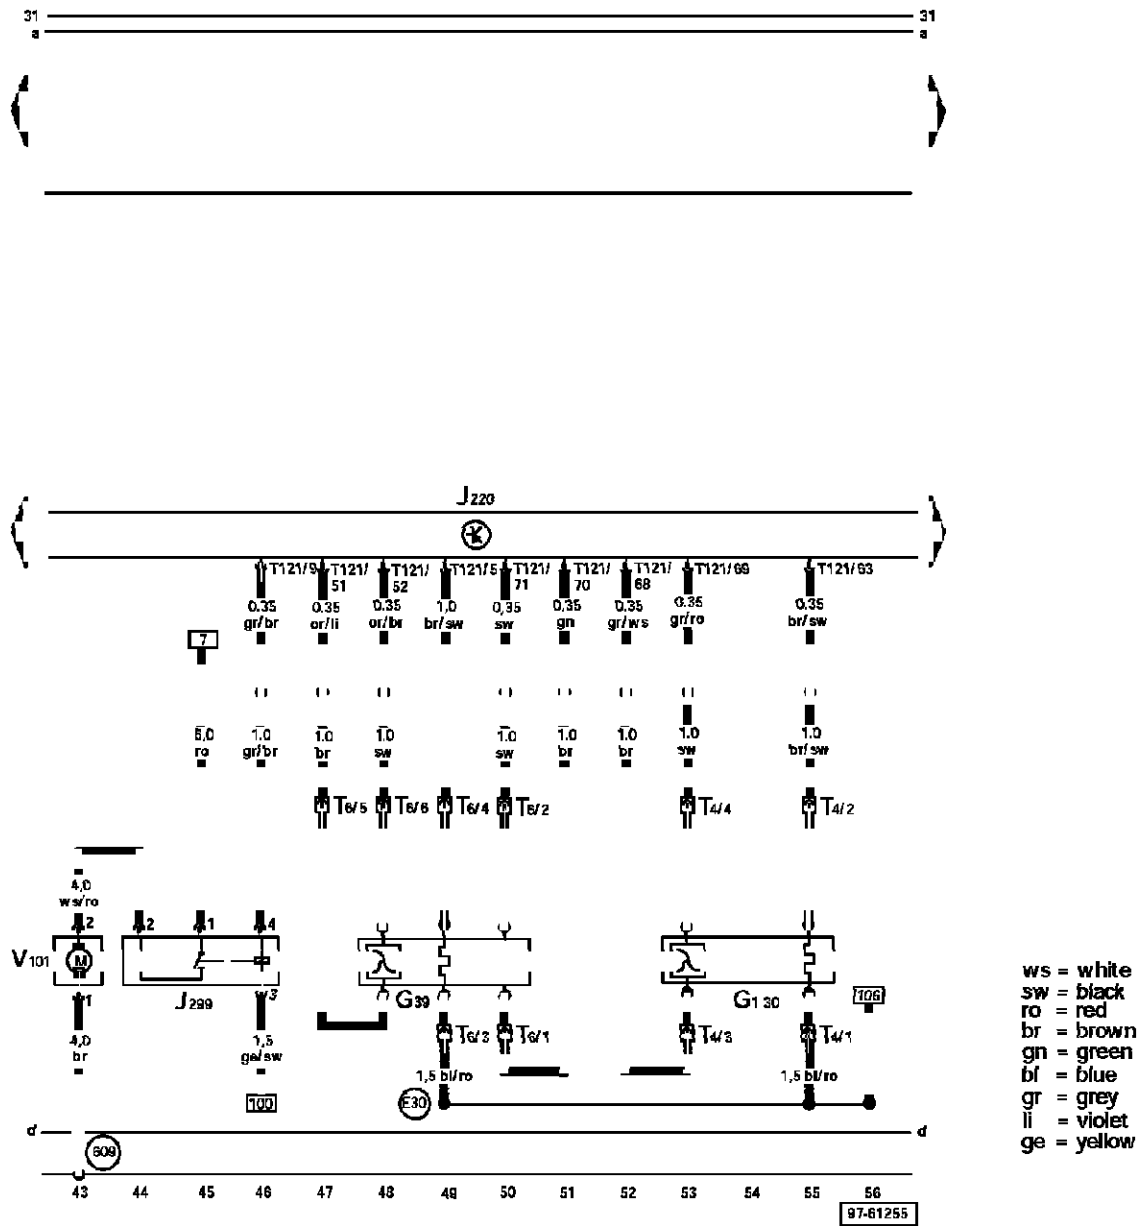 31 31
a a
J220
T121/9 T121/ T121/ T121/5 T121/ T121/ T121/ T121/69 T121/63
51 52 71 70 68
0.35 0.35 0.35 1,0 0,35 0,35 0.35 0.35 0.35
gr/br or/li or/br br/sw sw gn gr/ws gr/ro br/sw
7
6,0 1.0 1.0 1.0 1.0 1.0 1.0 1.0 1.0
ro gr/br br sw sw br br sw br/sw
T6/5 T6/6 T6/4 T6/2 T4/4 T4/2
4,0
ws/ro
2 2 1 4
V101 M
1 J299 3 G39 G130 106
T6/3 T6/1 T4/3 T4/1
4,0 1,5
br ge/sw
1,5 bl/ro 1,5 bl/ro
100 E30
d d
609
43 44 45 46 47 48 49 50 51 52 53 54 55 56
97-61255
ws = white
sw = black
ro = red
br = brown
gn = green
bl = blue
gr = grey
li = violet
ge = yellow